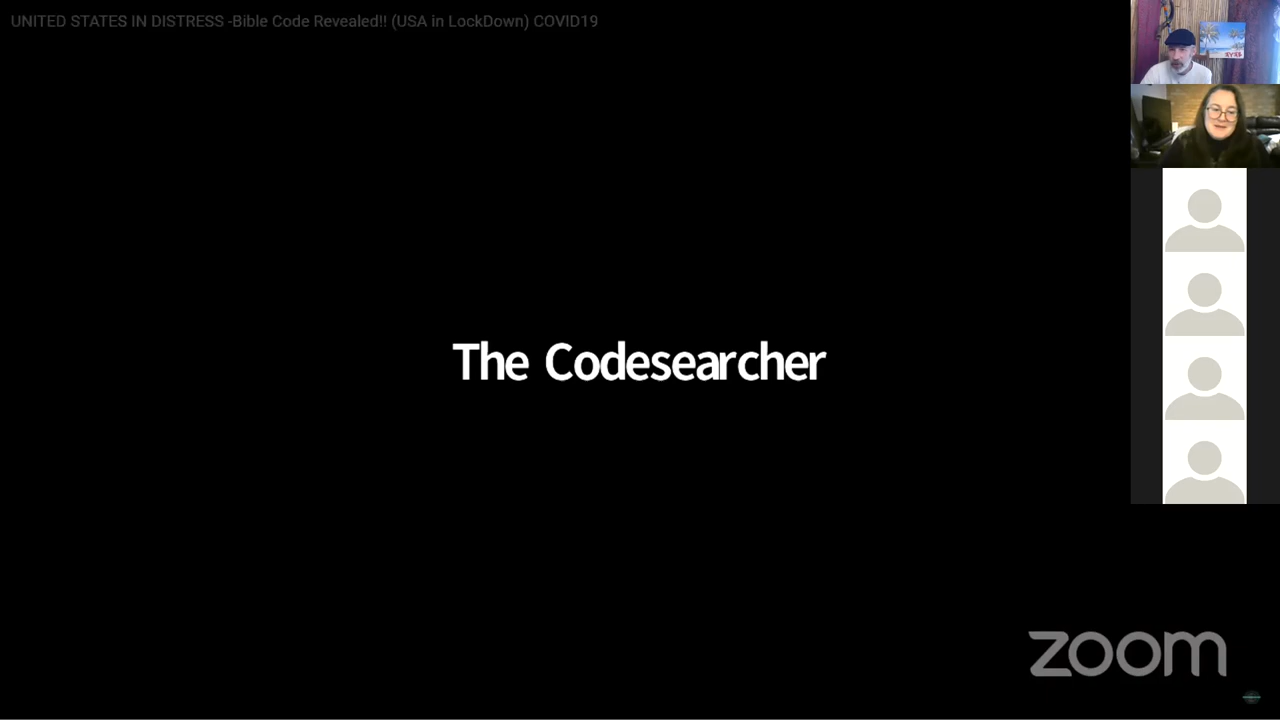 UNITED STATES IN DISTRESS -Bible Code Revealed!! (USA in LockDown) COVID19
The Codesearcher
zoom